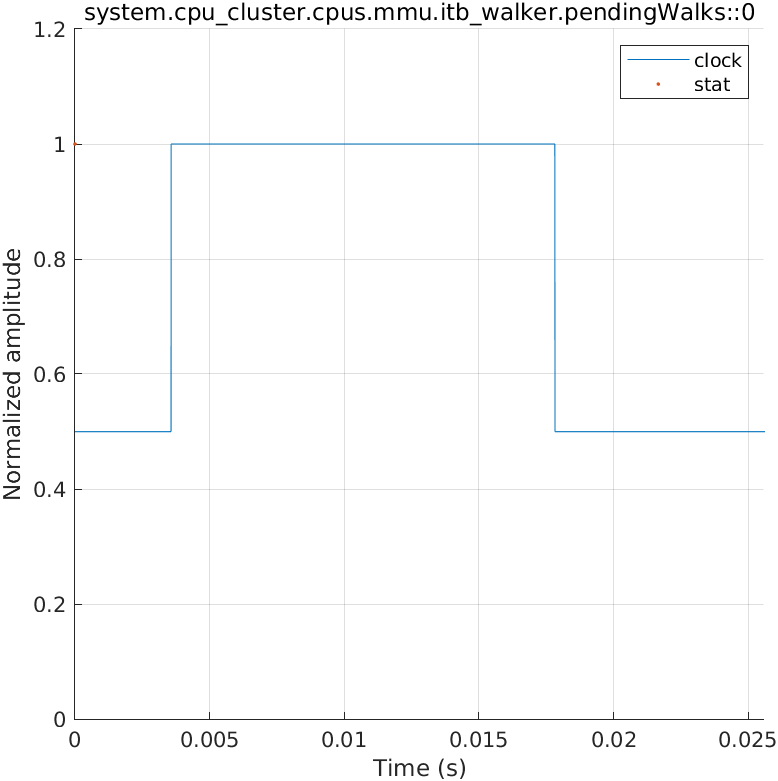 system.cpu_cluster.cpus.mmu.itb_walker.pendingWalks::0
1.2
clock
stat
1
0.8
0.6
0.4
0.2
0
Normalized amplitude
0
0.005
0.01
0.015
0.02
0.025
Time (s)